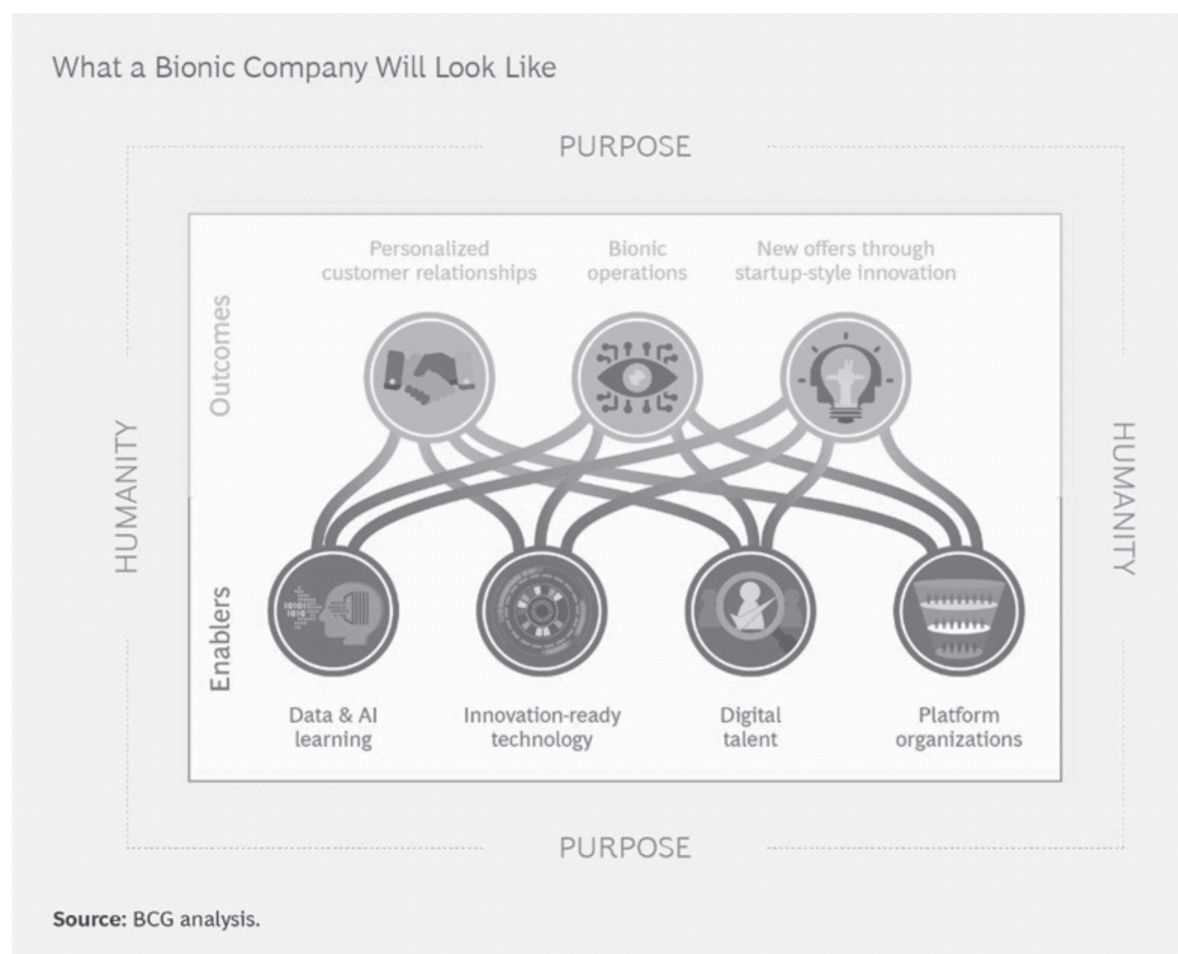 What a Bionic Company Will Look Like
PURPOSE
Personalized
customer relationships
Bionic
operations
New offers through
startup-style innovation
Outcomes
HUMANITY
HUMANITY
Enablers
Data & AI
learning
Innovation-ready
technology
Digital
talent
Platform
organizations
PURPOSE
Source: BCG analysis.